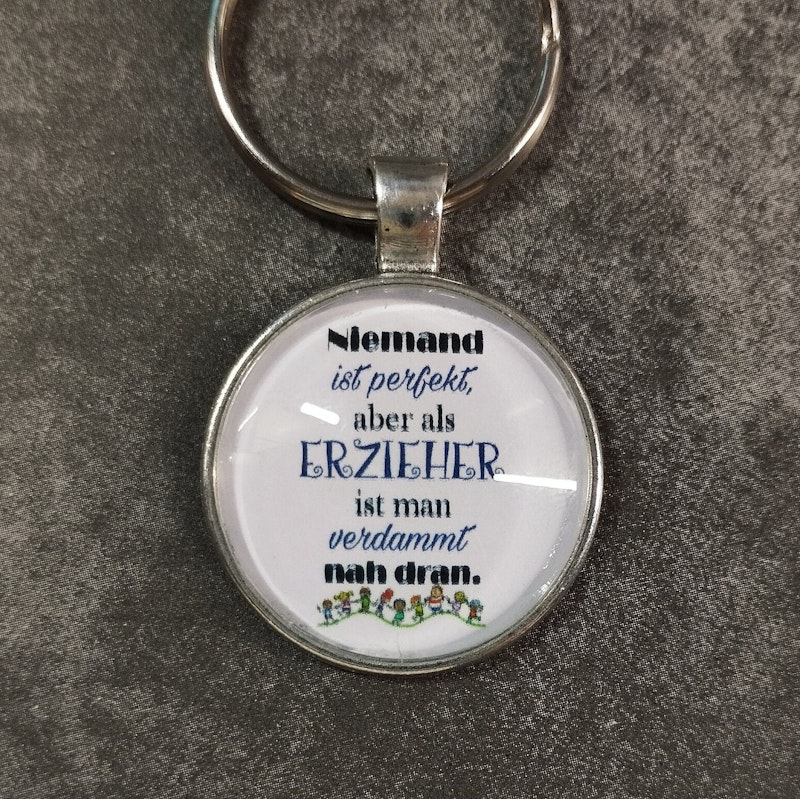 Niemand
ist perfekt,
aber als
ERZIEHER
ist man
verdammt
nah dran.